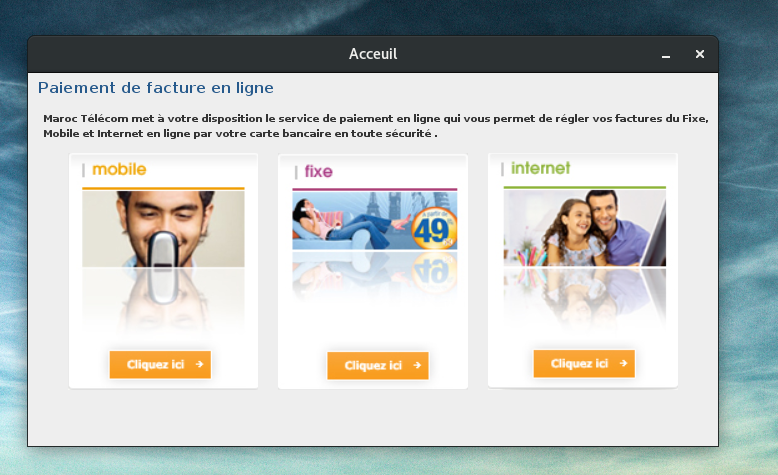 Acceuil
Paiement de facture en ligne
Maroc Télécom met à votre disposition le service de paiement en ligne qui vous permet de régler vos factures du Fixe,
Mobile et Internet en ligne par votre carte bancaire en toute sécurité .
mobile
fixe
internet
à partir de
49
Cliquez ici
Cliquez ici
Cliquez ici